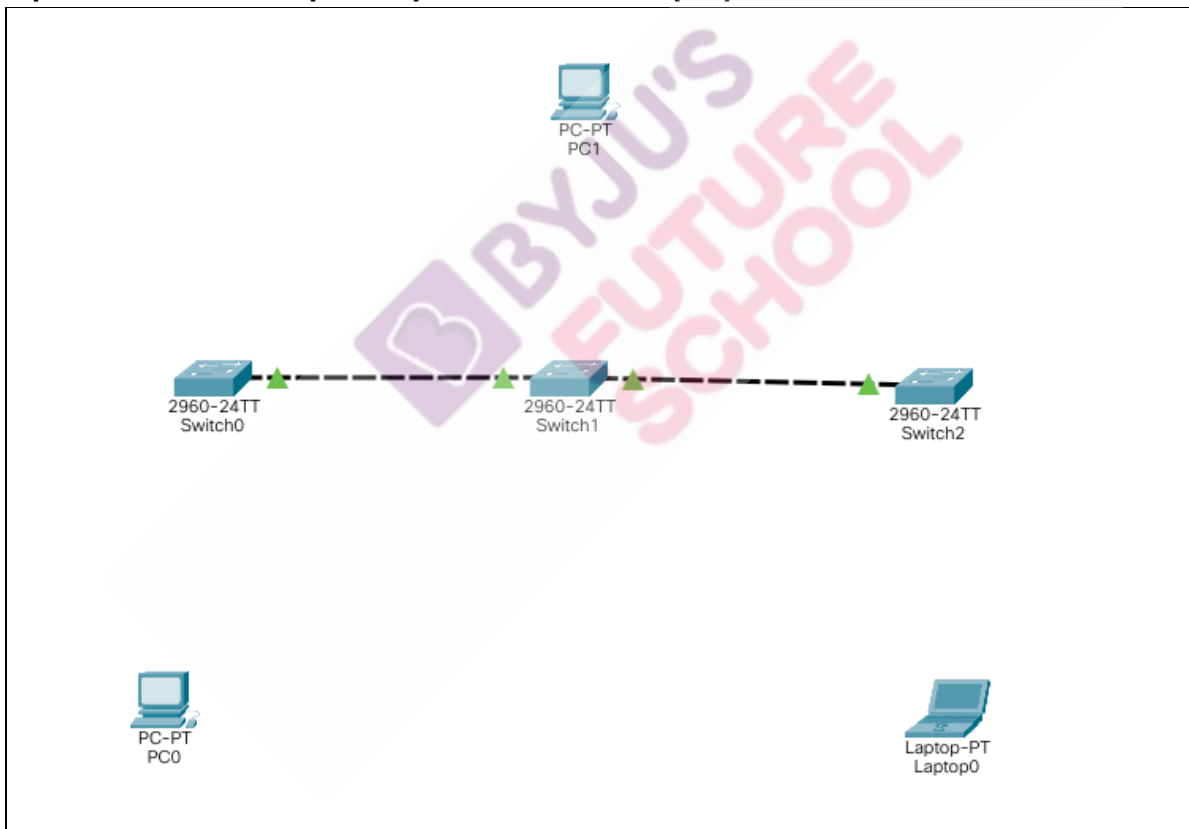 PC-PT
PC1
BYJU'S
FUTURE
SCHOOL
2960-24TT
Switch0
2960-24TT
Switch1
2960-24TT
Switch2
PC-PT
PC0
Laptop-PT
Laptop0